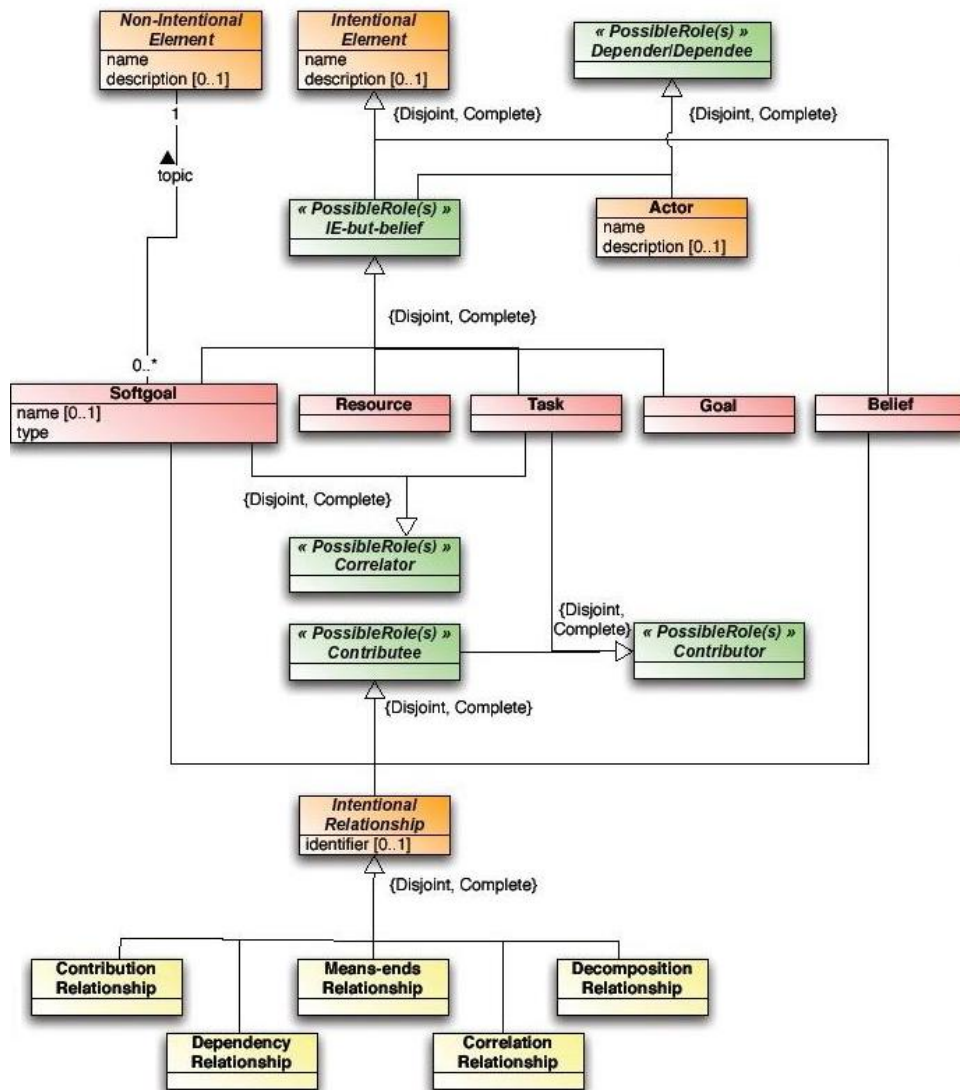 Non-Intentional
Element
name
description [0..1]
Intentional
Element
name
description [0..1]
« PossibleRole(s) »
Depender/Dependee
{Disjoint, Complete}
{Disjoint, Complete}
1
topic
« PossibleRole(s) »
IE-but-belief
Actor
name
description [0..1]
{Disjoint, Complete}
0..*
Softgoal
name [0..1]
type
Resource
Task
Goal
Belief
{Disjoint, Complete}
« PossibleRole(s) »
Correlator
{Disjoint,
Complete}
« PossibleRole(s) »
Contributee
« PossibleRole(s) »
Contributor
{Disjoint, Complete}
Intentional
Relationship
identifier [0..1]
{Disjoint, Complete}
Contribution
Relationship
Means-ends
Relationship
Decomposition
Relationship
Dependency
Relationship
Correlation
Relationship